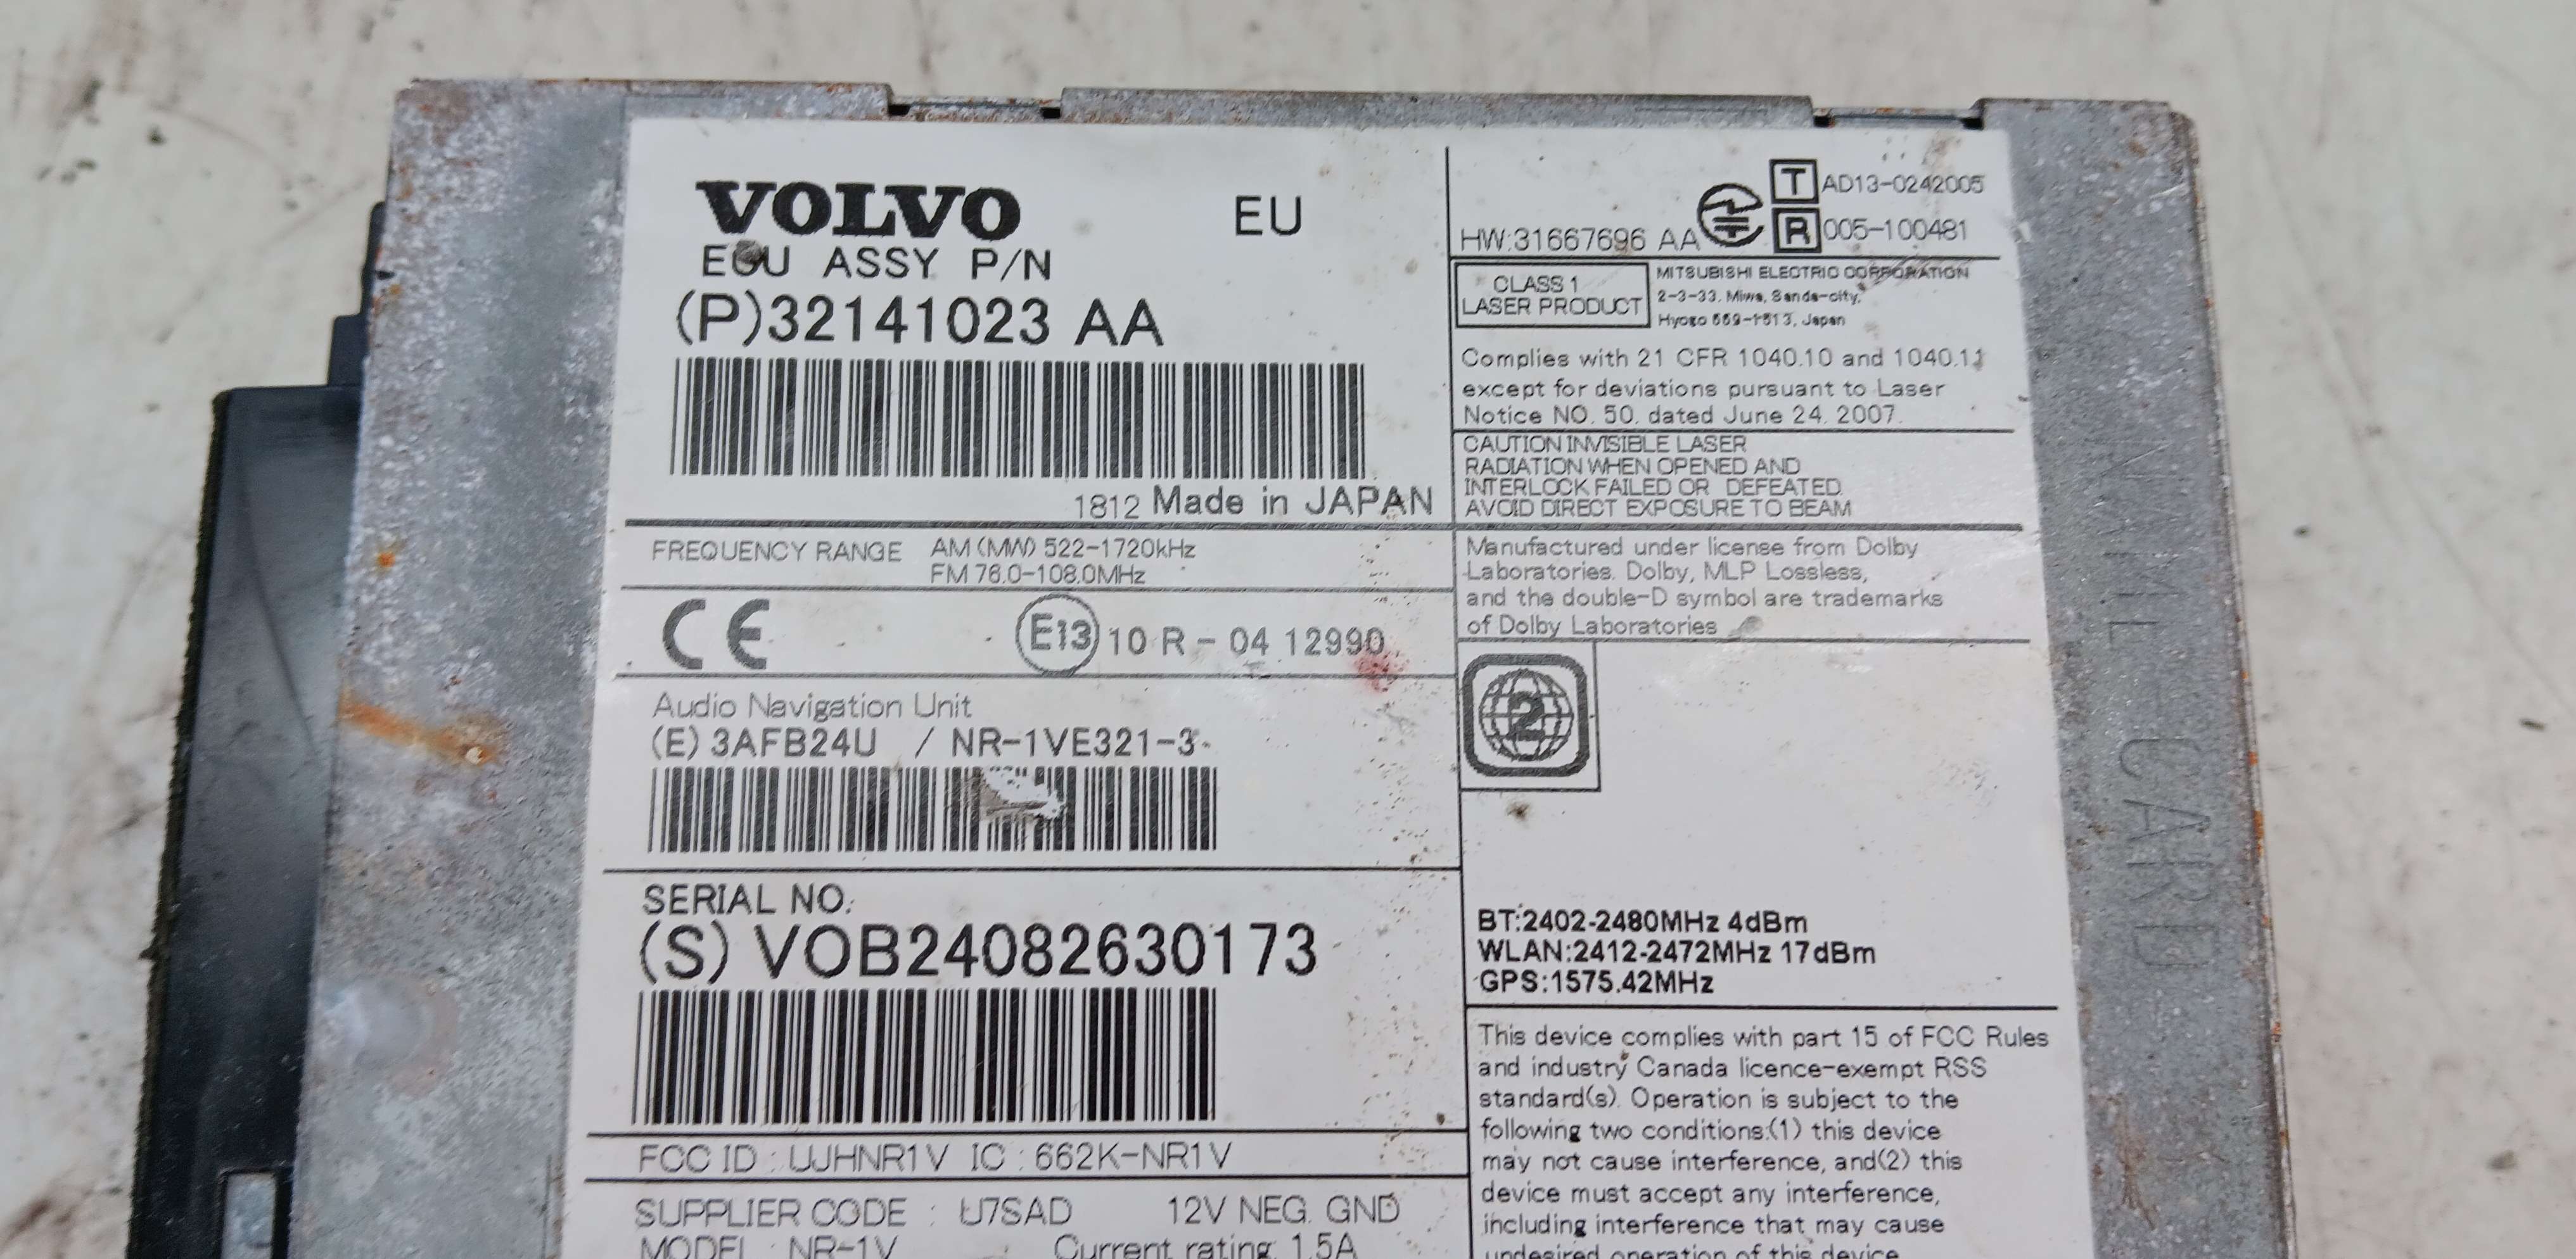 VOLVO EU
ECU ASSY P/N
(P)32141023 AA
1812 Made in JAPAN
FREQUENCY RANGE AM(MW) 522-1720kHz
FM 76.0-108.0MHz
CE E13 10 R - 04 12990
Audio Navigation Unit
(E) 3AFB24U / NR-1VE321-3
SERIAL NO.
(S) VOB24082630173
FCC ID : UJHNR1V IC : 662K-NR1V
SUPPLIER CODE : U7SAD 12V NEG. GND
MODEL : NR-1V Current rating: 1.5A
T AD13-0242005
HW:31667696 AA R 005-100481
CLASS 1
LASER PRODUCT
MITSUBISHI ELECTRIC CORPORATION
2-3-33, Miwa, Sanda-city,
Hyogo 669-1513, Japan
Complies with 21 CFR 1040.10 and 1040.11
except for deviations pursuant to Laser
Notice NO. 50, dated June 24, 2007.
CAUTION INVISIBLE LASER
RADIATION WHEN OPENED AND
INTERLOCK FAILED OR DEFEATED.
AVOID DIRECT EXPOSURE TO BEAM
Manufactured under license from Dolby
Laboratories. Dolby, MLP Lossless,
and the double-D symbol are trademarks
of Dolby Laboratories
2
BT:2402-2480MHz 4dBm
WLAN:2412-2472MHz 17dBm
GPS:1575.42MHz
This device complies with part 15 of FCC Rules
and industry Canada licence-exempt RSS
standard(s). Operation is subject to the
following two conditions:(1) this device
may not cause interference, and(2) this
device must accept any interference,
including interference that may cause
undesired operation of this device.
CARD